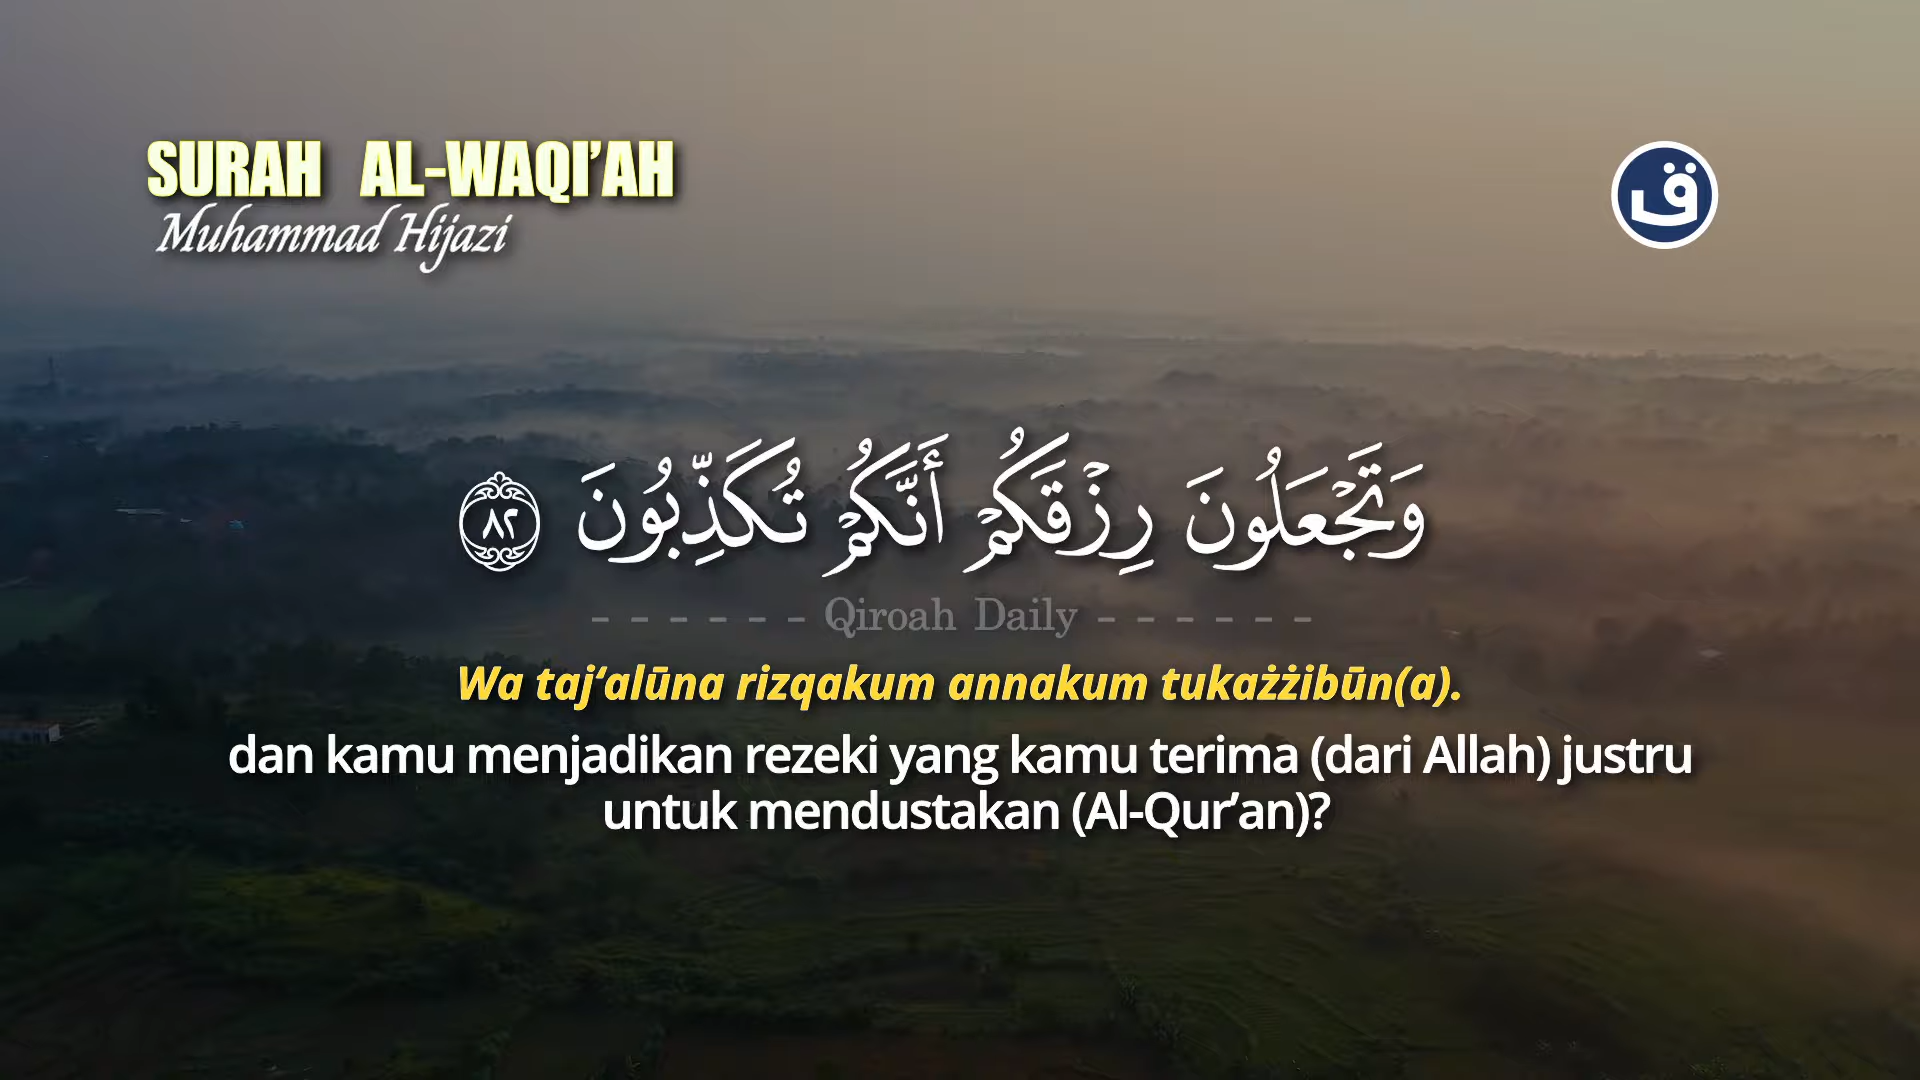 SURAH AL-WAQI’AH
Muhammad Hijazi
ق
وَتَجْعَلُونَ رِزْقَكُمْ أَنَّكُمْ تُكَذِّبُونَ ٨٢
- - - - - - Qiroah Daily - - - - - -
Wa taj‘alūna rizqakum annakum tukażżibūn(a).
dan kamu menjadikan rezeki yang kamu terima (dari Allah) justru
untuk mendustakan (Al-Qur’an)?